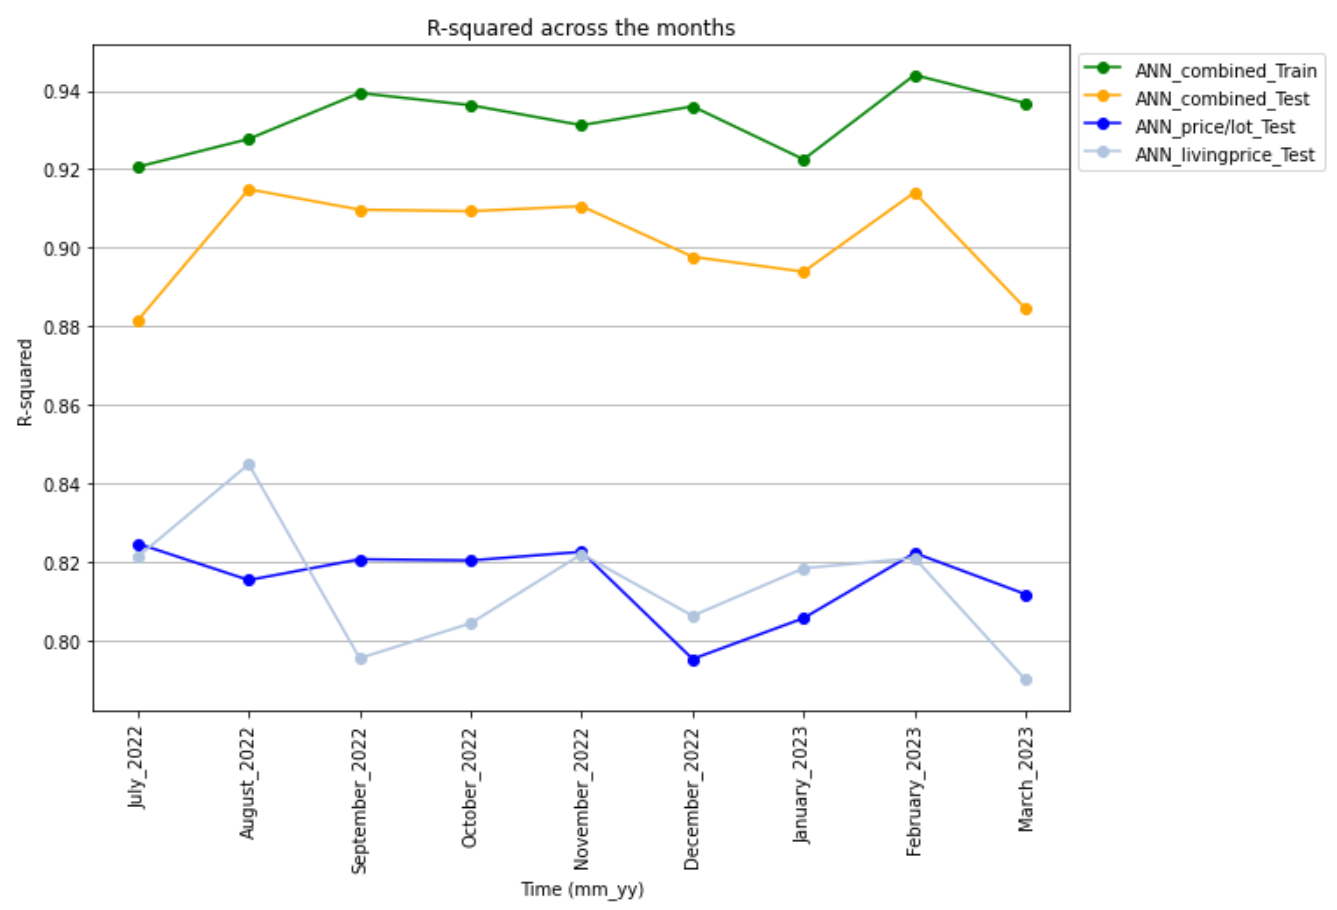 R-squared across the months
R-squared
0.94
0.92
0.90
0.88
0.86
0.84
0.82
0.80
July_2022
August_2022
September_2022
October_2022
November_2022
December_2022
January_2023
February_2023
March_2023
Time (mm_yy)
ANN_combined_Train
ANN_combined_Test
ANN_price/lot_Test
ANN_livingprice_Test